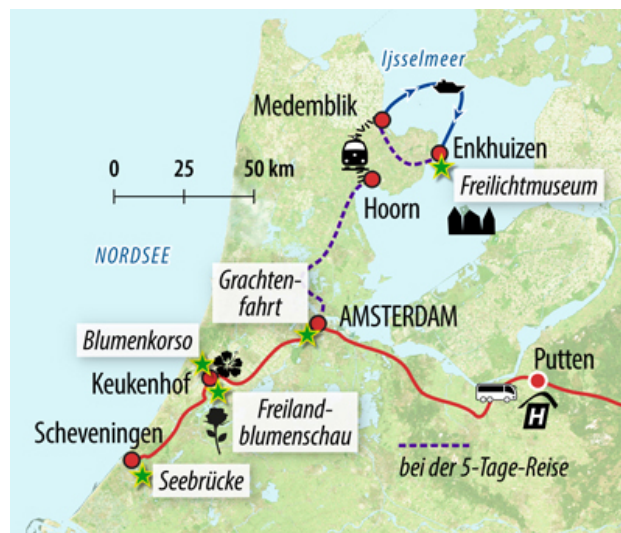 Ijsselmeer
Medemblik
Enkhuizen
0 25 50 km
Freilichtmuseum
Hoorn
NORDSEE
Grachten-
fahrt
AMSTERDAM
Blumenkorso
Putten
Keukenhof
H
Freiland-
blumenschau
Scheveningen
bei der 5-Tage-Reise
Seebrücke